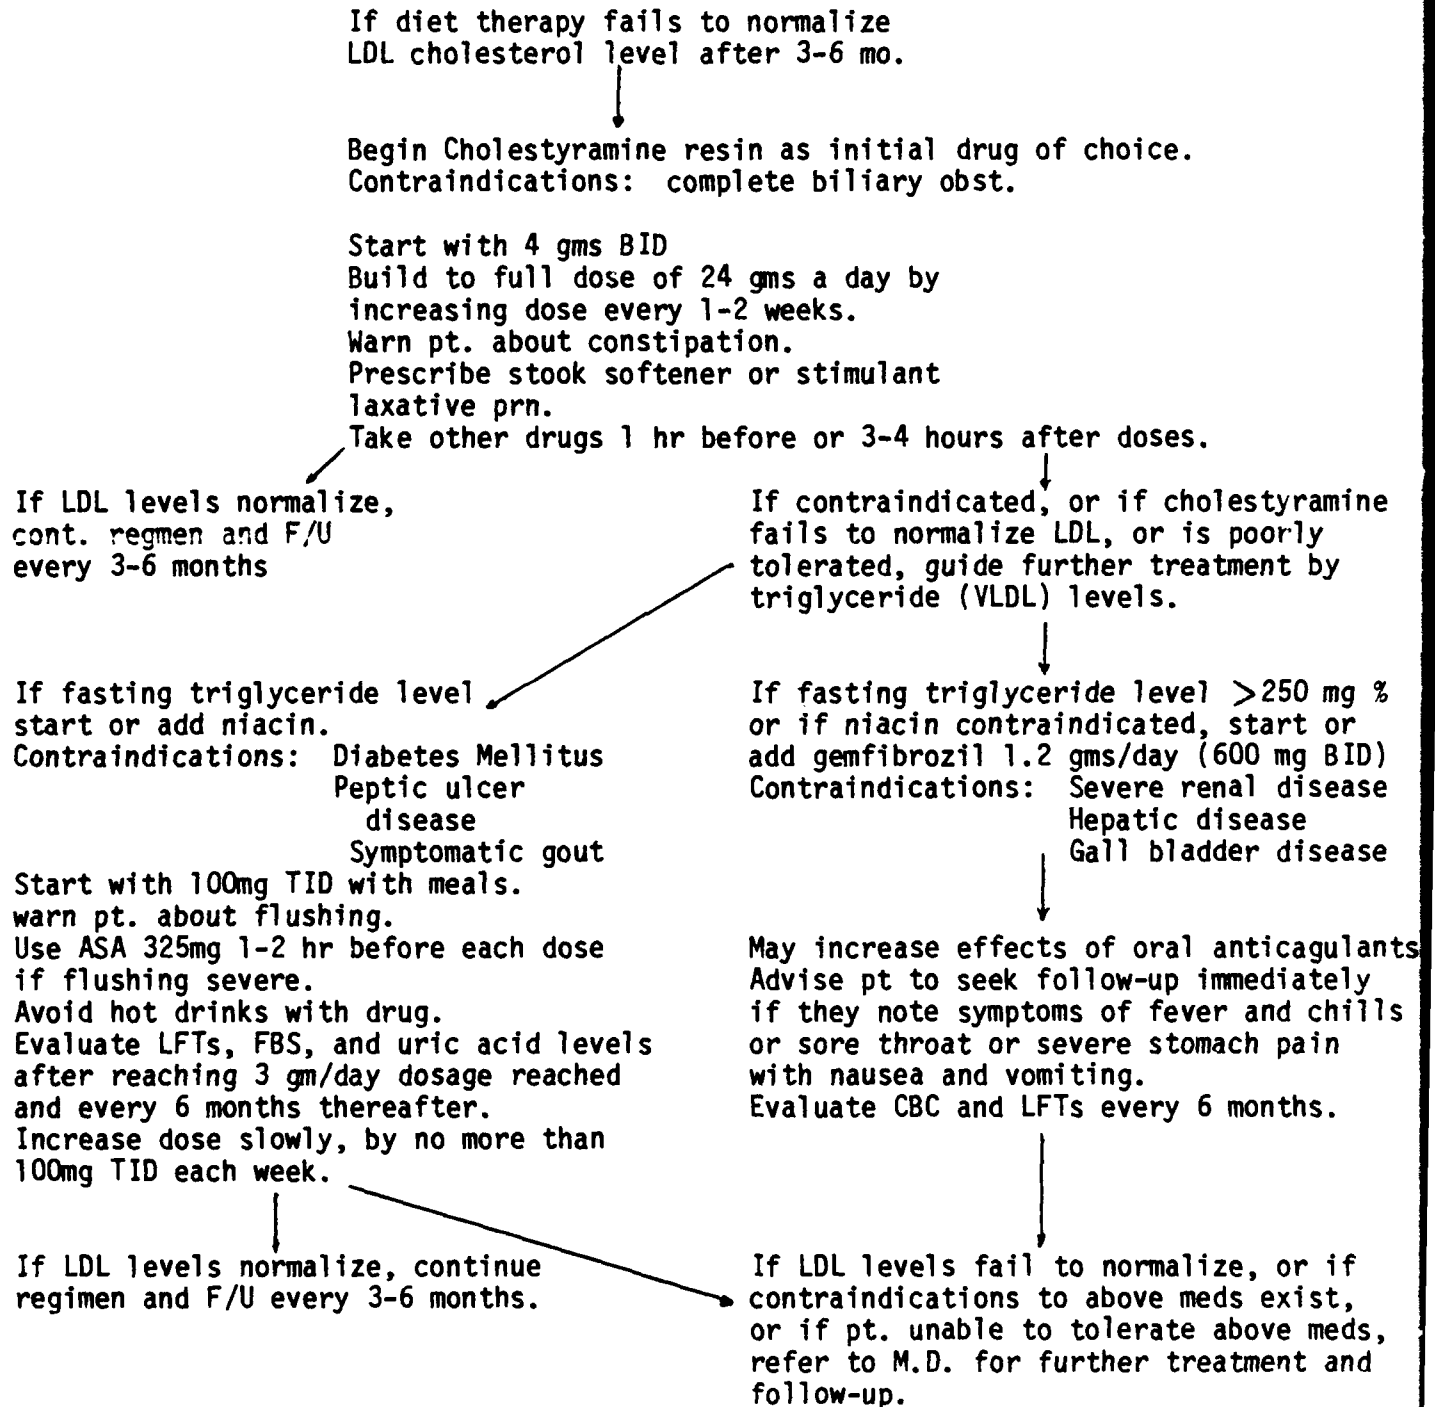 If diet therapy fails to normalize
LDL cholesterol level after 3-6 mo.
Begin Cholestyramine resin as initial drug of choice.
Contraindications: complete biliary obst.
Start with 4 gms BID
Build to full dose of 24 gms a day by
increasing dose every 1-2 weeks.
Warn pt. about constipation.
Prescribe stook softener or stimulant
laxative prn.
Take other drugs 1 hr before or 3-4 hours after doses.
If LDL levels normalize,
cont. regmen and F/U
every 3-6 months
If contraindicated, or if cholestyramine
fails to normalize LDL, or is poorly
tolerated, guide further treatment by
triglyceride (VLDL) levels.
If fasting triglyceride level
start or add niacin.
Contraindications: Diabetes Mellitus
Peptic ulcer
disease
Symptomatic gout
Start with 100mg TID with meals.
warn pt. about flushing.
Use ASA 325mg 1-2 hr before each dose
if flushing severe.
Avoid hot drinks with drug.
Evaluate LFTs, FBS, and uric acid levels
after reaching 3 gm/day dosage reached
and every 6 months thereafter.
Increase dose slowly, by no more than
100mg TID each week.
If fasting triglyceride level >250 mg %
or if niacin contraindicated, start or
add gemfibrozil 1.2 gms/day (600 mg BID)
Contraindications: Severe renal disease
Hepatic disease
Gall bladder disease
May increase effects of oral anticagulants
Advise pt to seek follow-up immediately
if they note symptoms of fever and chills
or sore throat or severe stomach pain
with nausea and vomiting.
Evaluate CBC and LFTs every 6 months.
If LDL levels normalize, continue
regimen and F/U every 3-6 months.
If LDL levels fail to normalize, or if
contraindications to above meds exist,
or if pt. unable to tolerate above meds,
refer to M.D. for further treatment and
follow-up.